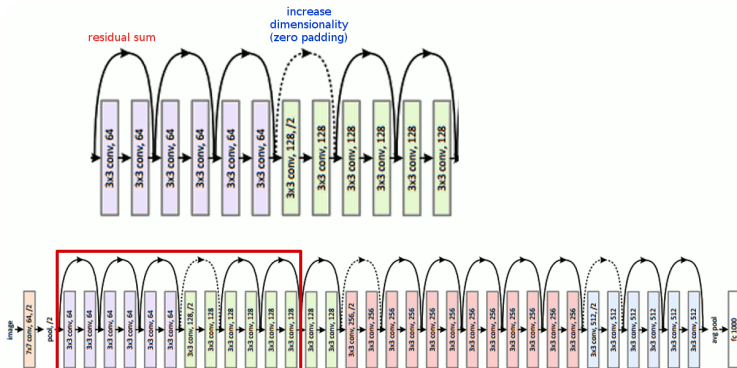 increase
dimensionality
(zero padding)
residual sum
3x3 conv, 64
3x3 conv, 64
3x3 conv, 64
3x3 conv, 64
3x3 conv, 64
3x3 conv, 64
3x3 conv, 128, /2
3x3 conv, 128
3x3 conv, 128
3x3 conv, 128
3x3 conv, 128
3x3 conv, 128
image
7x7 conv, 64, /2
pool, /2
3x3 conv, 64
3x3 conv, 64
3x3 conv, 64
3x3 conv, 64
3x3 conv, 64
3x3 conv, 64
3x3 conv, 128, /2
3x3 conv, 128
3x3 conv, 128
3x3 conv, 128
3x3 conv, 128
3x3 conv, 128
3x3 conv, 128
3x3 conv, 128
3x3 conv, 256, /2
3x3 conv, 256
3x3 conv, 256
3x3 conv, 256
3x3 conv, 256
3x3 conv, 256
3x3 conv, 256
3x3 conv, 256
3x3 conv, 256
3x3 conv, 256
3x3 conv, 256
3x3 conv, 256
3x3 conv, 512, /2
3x3 conv, 512
3x3 conv, 512
3x3 conv, 512
3x3 conv, 512
3x3 conv, 512
avg pool
fc 1000